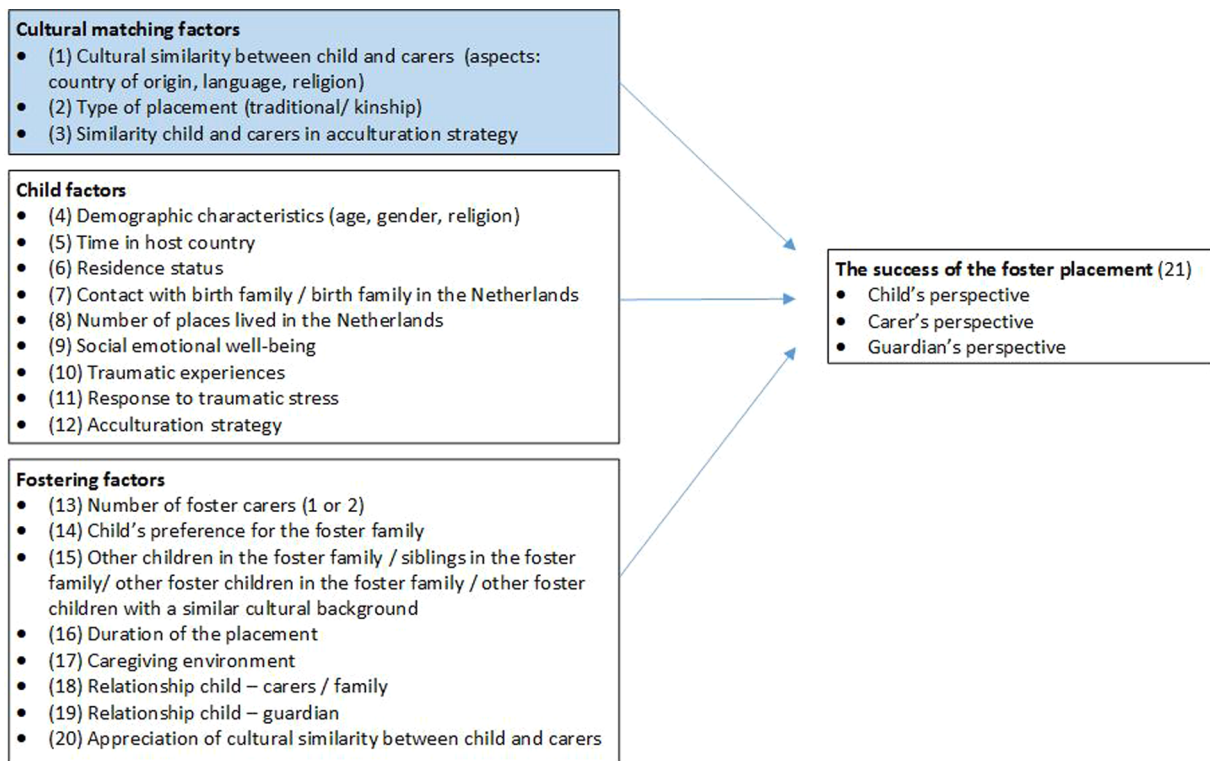 Cultural matching factors
• (1) Cultural similarity between child and carers (aspects:
country of origin, language, religion)
• (2) Type of placement (traditional/ kinship)
• (3) Similarity child and carers in acculturation strategy
Child factors
• (4) Demographic characteristics (age, gender, religion)
• (5) Time in host country
• (6) Residence status
• (7) Contact with birth family / birth family in the Netherlands
• (8) Number of places lived in the Netherlands
• (9) Social emotional well-being
• (10) Traumatic experiences
• (11) Response to traumatic stress
• (12) Acculturation strategy
Fostering factors
• (13) Number of foster carers (1 or 2)
• (14) Child’s preference for the foster family
• (15) Other children in the foster family / siblings in the foster
family/ other foster children in the foster family / other foster
children with a similar cultural background
• (16) Duration of the placement
• (17) Caregiving environment
• (18) Relationship child – carers / family
• (19) Relationship child – guardian
• (20) Appreciation of cultural similarity between child and carers
The success of the foster placement (21)
• Child’s perspective
• Carer’s perspective
• Guardian’s perspective